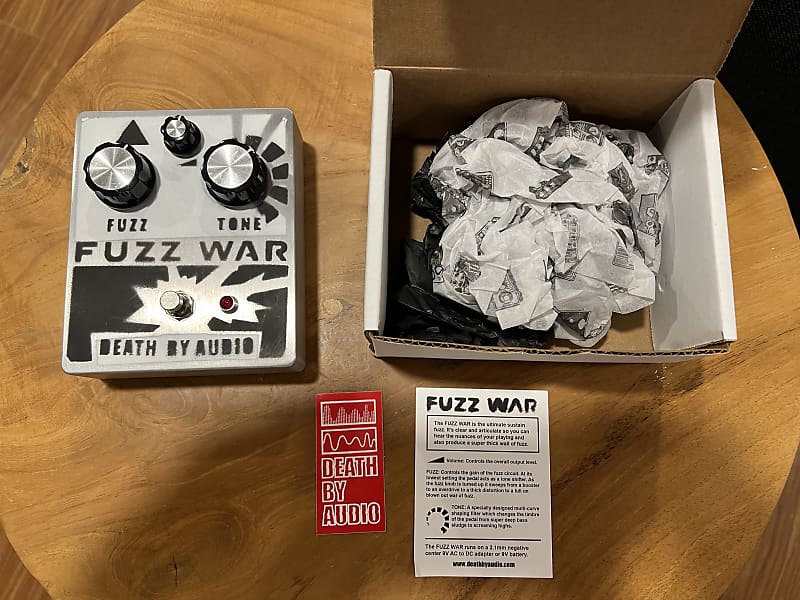 FUZZ
TONE
FUZZ WAR
DEATH BY AUDIO
DEATH
BY
AUDIO
FUZZ WAR
The FUZZ WAR is the ultimate sustain
fuzz. It's clear and articulate so you can
hear the nuances of your playing and
also produce a super thick wall of fuzz.
Volume: Controls the overall output level.
FUZZ: Controls the gain of the fuzz circuit. At its
lowest setting the pedal acts as a tone shifter. As
the fuzz knob is turned up it sweeps from a booster
to an overdrive to a thick distortion to a full on
blown out war of fuzz.
TONE: A specially designed multi-curve
shaping filter which changes the timbre
of the pedal from super deep bass
sludge to screaming highs.
The FUZZ WAR runs on a 2.1mm negative
center 9V AC to DC adapter or 9V battery.
www.deathbyaudio.com